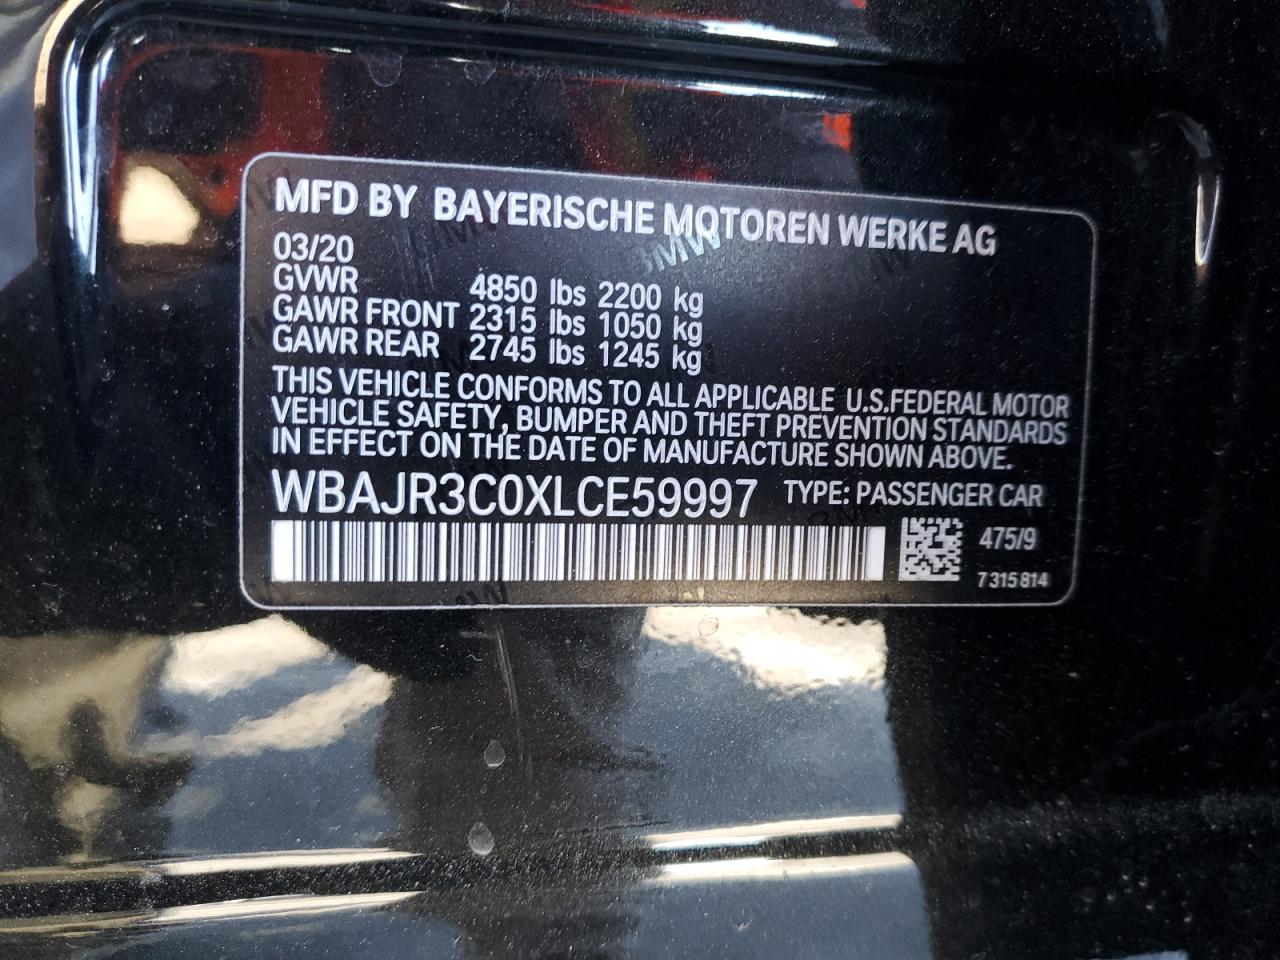 MFD BY BAYERISCHE MOTOREN WERKE AG
03/20
GVWR 4850 lbs 2200 kg
GAWR FRONT 2315 lbs 1050 kg
GAWR REAR 2745 lbs 1245 kg
THIS VEHICLE CONFORMS TO ALL APPLICABLE U.S.FEDERAL MOTOR
VEHICLE SAFETY, BUMPER AND THEFT PREVENTION STANDARDS
IN EFFECT ON THE DATE OF MANUFACTURE SHOWN ABOVE.
WBAJR3C0XLCE59997 TYPE: PASSENGER CAR
475/9
7 315 814
BMW